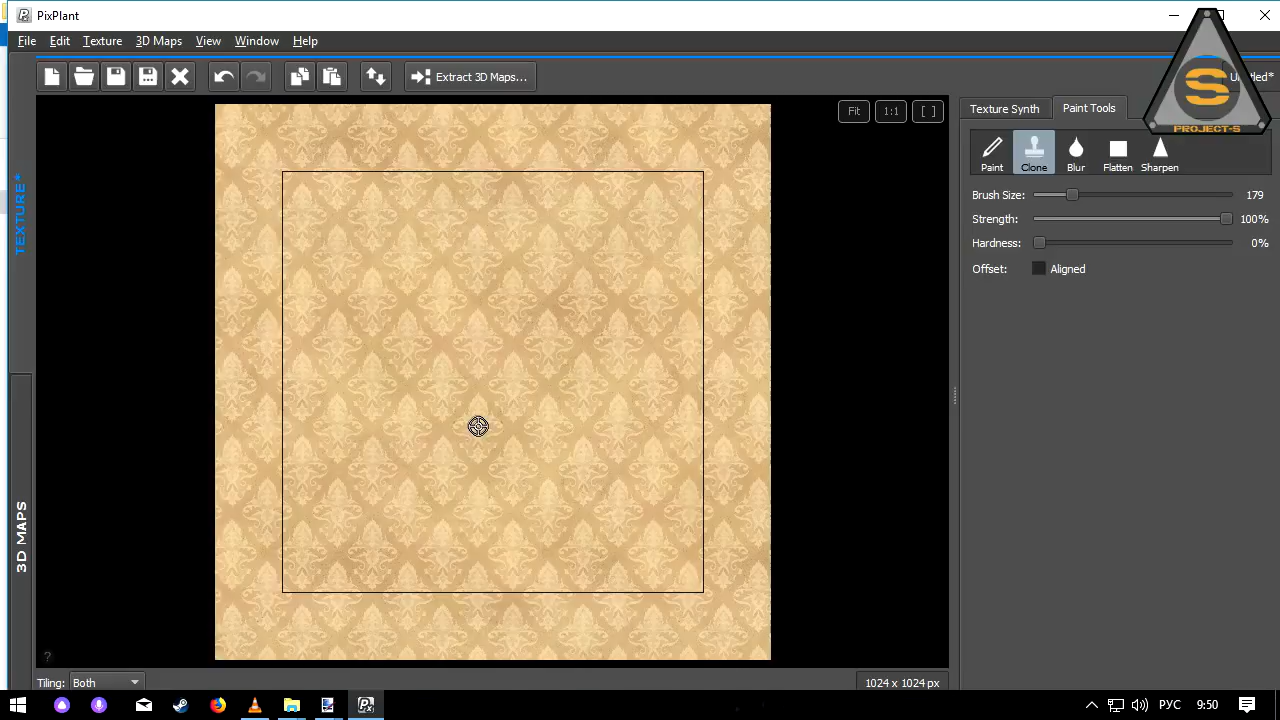 PixPlant
File Edit Texture 3D Maps View Window Help
Extract 3D Maps...
Untitled*
S
PROJECT-S
Fit 1:1 [ ]
Texture Synth Paint Tools
Paint Clone Blur Flatten Sharpen
Brush Size: 179
Strength: 100%
Hardness: 0%
Offset: Aligned
TEXTURE*
3D MAPS
?
Tiling: Both
1024 x 1024 px
РУС 9:50